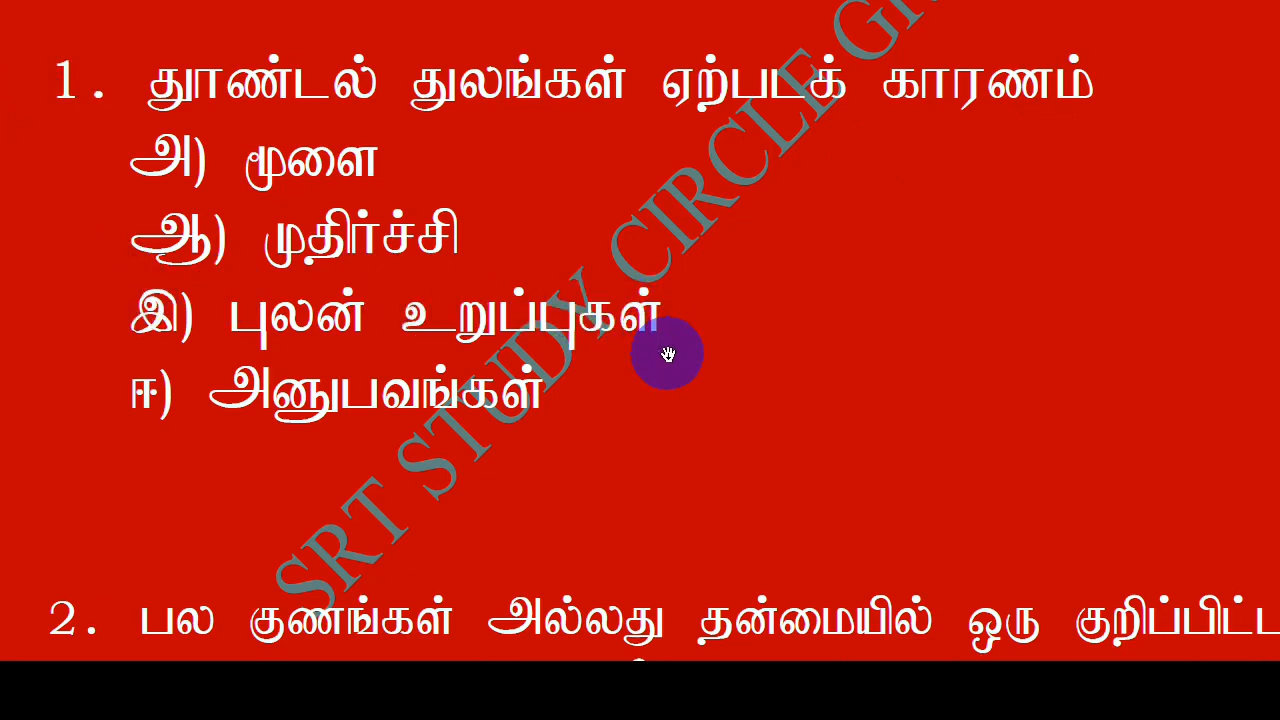 1. தூண்டல் துலங்கள் ஏற்படக் காரணம்
அ) மூளை
ஆ) முதிர்ச்சி
இ) புலன் உறுப்புகள்
ஈ) அனுபவங்கள்
SRT STUDY CIRCLE
2. பல குணங்கள் அல்லது தன்மையில் ஒரு